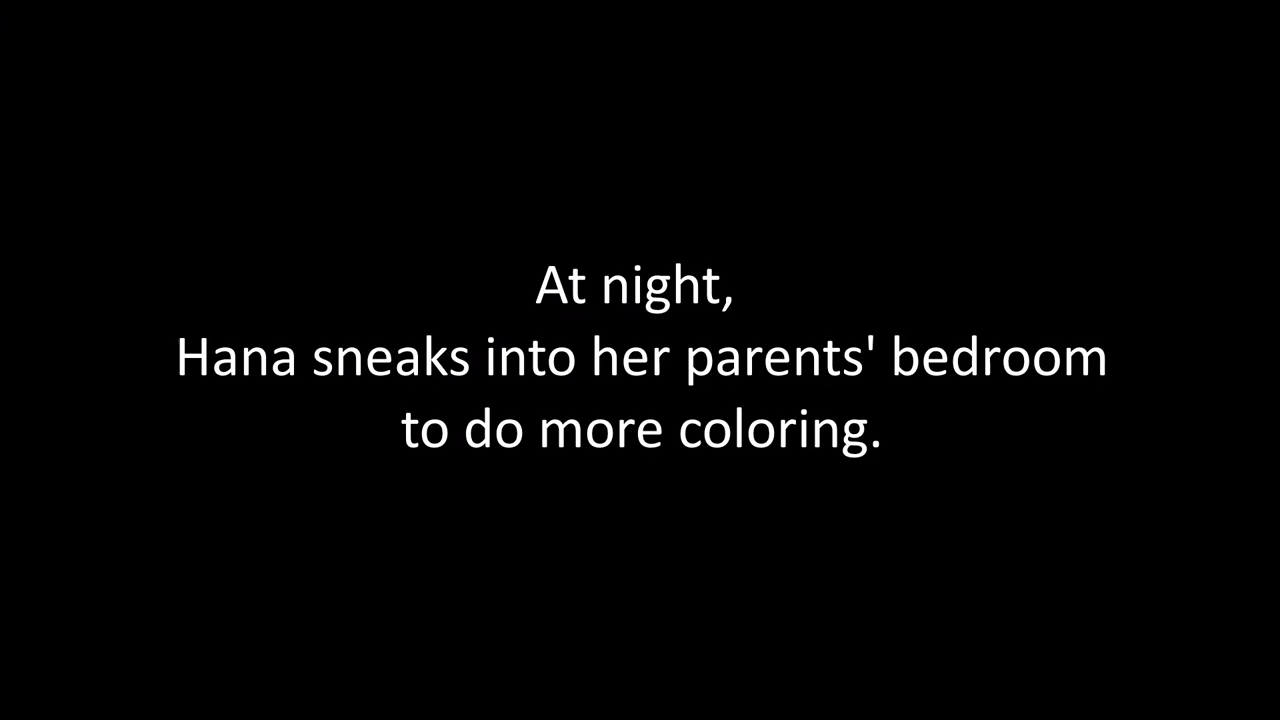 At night,
Hana sneaks into her parents' bedroom
to do more coloring.